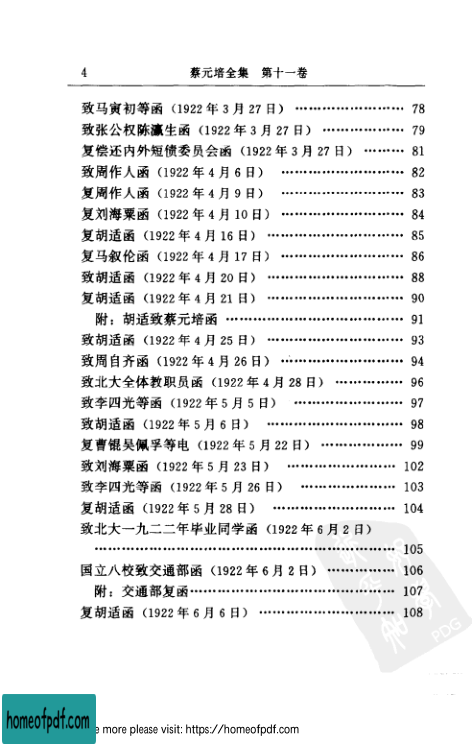 4 蔡元培全集 第十一卷
致马寅初等函（1922年3月27日） ………………… 78
致张公权陈瀛生函（1922年3月27日） …………… 79
复偿还内外短债委员会函（1922年3月27日） ……… 81
致周作人函（1922年4月6日） …………………… 82
复周作人函（1922年4月9日） …………………… 83
复刘海粟函（1922年4月10日） …………………… 84
复胡适函（1922年4月16日） ……………………… 85
复马叙伦函（1922年4月17日） …………………… 86
致胡适函（1922年4月20日） ……………………… 88
复胡适函（1922年4月21日） ……………………… 90
附：胡适致蔡元培函 ……………………………… 91
致胡适函（1922年4月25日） ……………………… 93
致周自齐函（1922年4月26日） …………………… 94
致北大全体教职员函（1922年4月28日） ………… 96
致李四光等函（1922年5月5日） ………………… 97
致胡适函（1922年5月6日） ……………………… 98
复曹锟吴佩孚等电（1922年5月22日） …………… 99
致刘海粟函（1922年5月23日） ………………… 102
致李四光等函（1922年5月26日） ……………… 103
复胡适函（1922年5月28日） …………………… 104
致北大一九二二年毕业同学函（1922年6月2日）
…………………………………………………… 105
国立八校致交通部函（1922年6月2日） ………… 106
附：交通部复函 ………………………………… 107
复胡适函（1922年6月6日） ……………………… 108
PDG
homeofpdf.com
e more please visit: https://homeofpdf.com